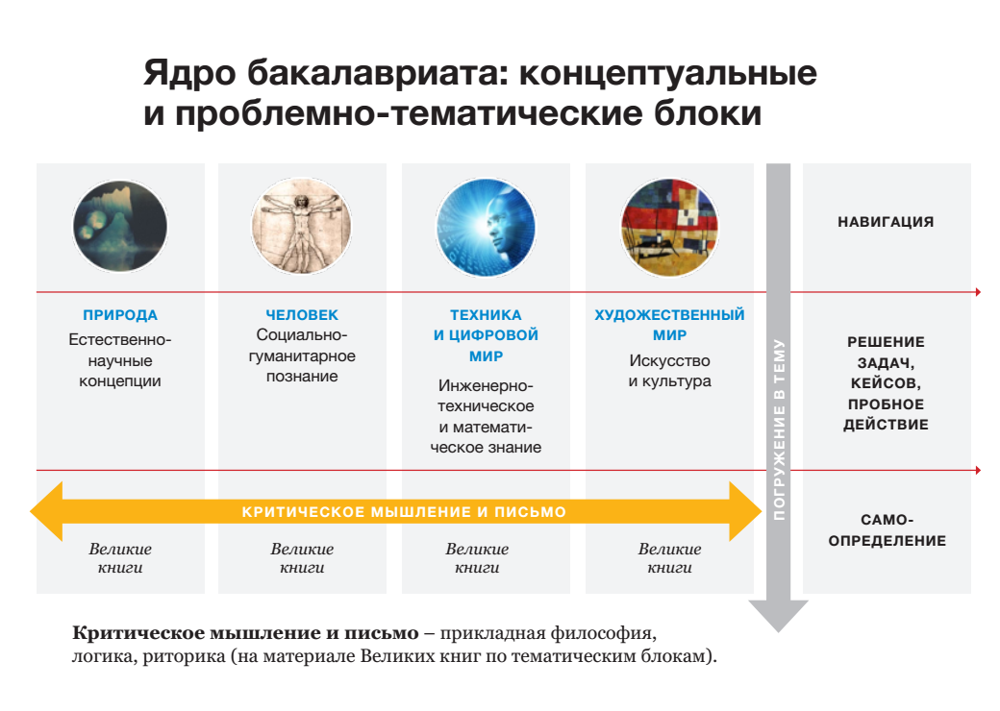 Ядро бакалавриата: концептуальные
и проблемно-тематические блоки
НАВИГАЦИЯ
ПРИРОДА
Естественно-
научные
концепции
ЧЕЛОВЕК
Социально-
гуманитарное
познание
ТЕХНИКА
И ЦИФРОВОЙ
МИР
Инженерно-
техническое
и математи-
ческое знание
ХУДОЖЕСТВЕННЫЙ
МИР
Искусство
и культура
ПОГРУЖЕНИЕ В ТЕМУ
РЕШЕНИЕ
ЗАДАЧ,
КЕЙСОВ,
ПРОБНОЕ
ДЕЙСТВИЕ
КРИТИЧЕСКОЕ МЫШЛЕНИЕ И ПИСЬМО
Великие
книги
Великие
книги
Великие
книги
Великие
книги
САМО-
ОПРЕДЕЛЕНИЕ
Критическое мышление и письмо – прикладная философия,
логика, риторика (на материале Великих книг по тематическим блокам).